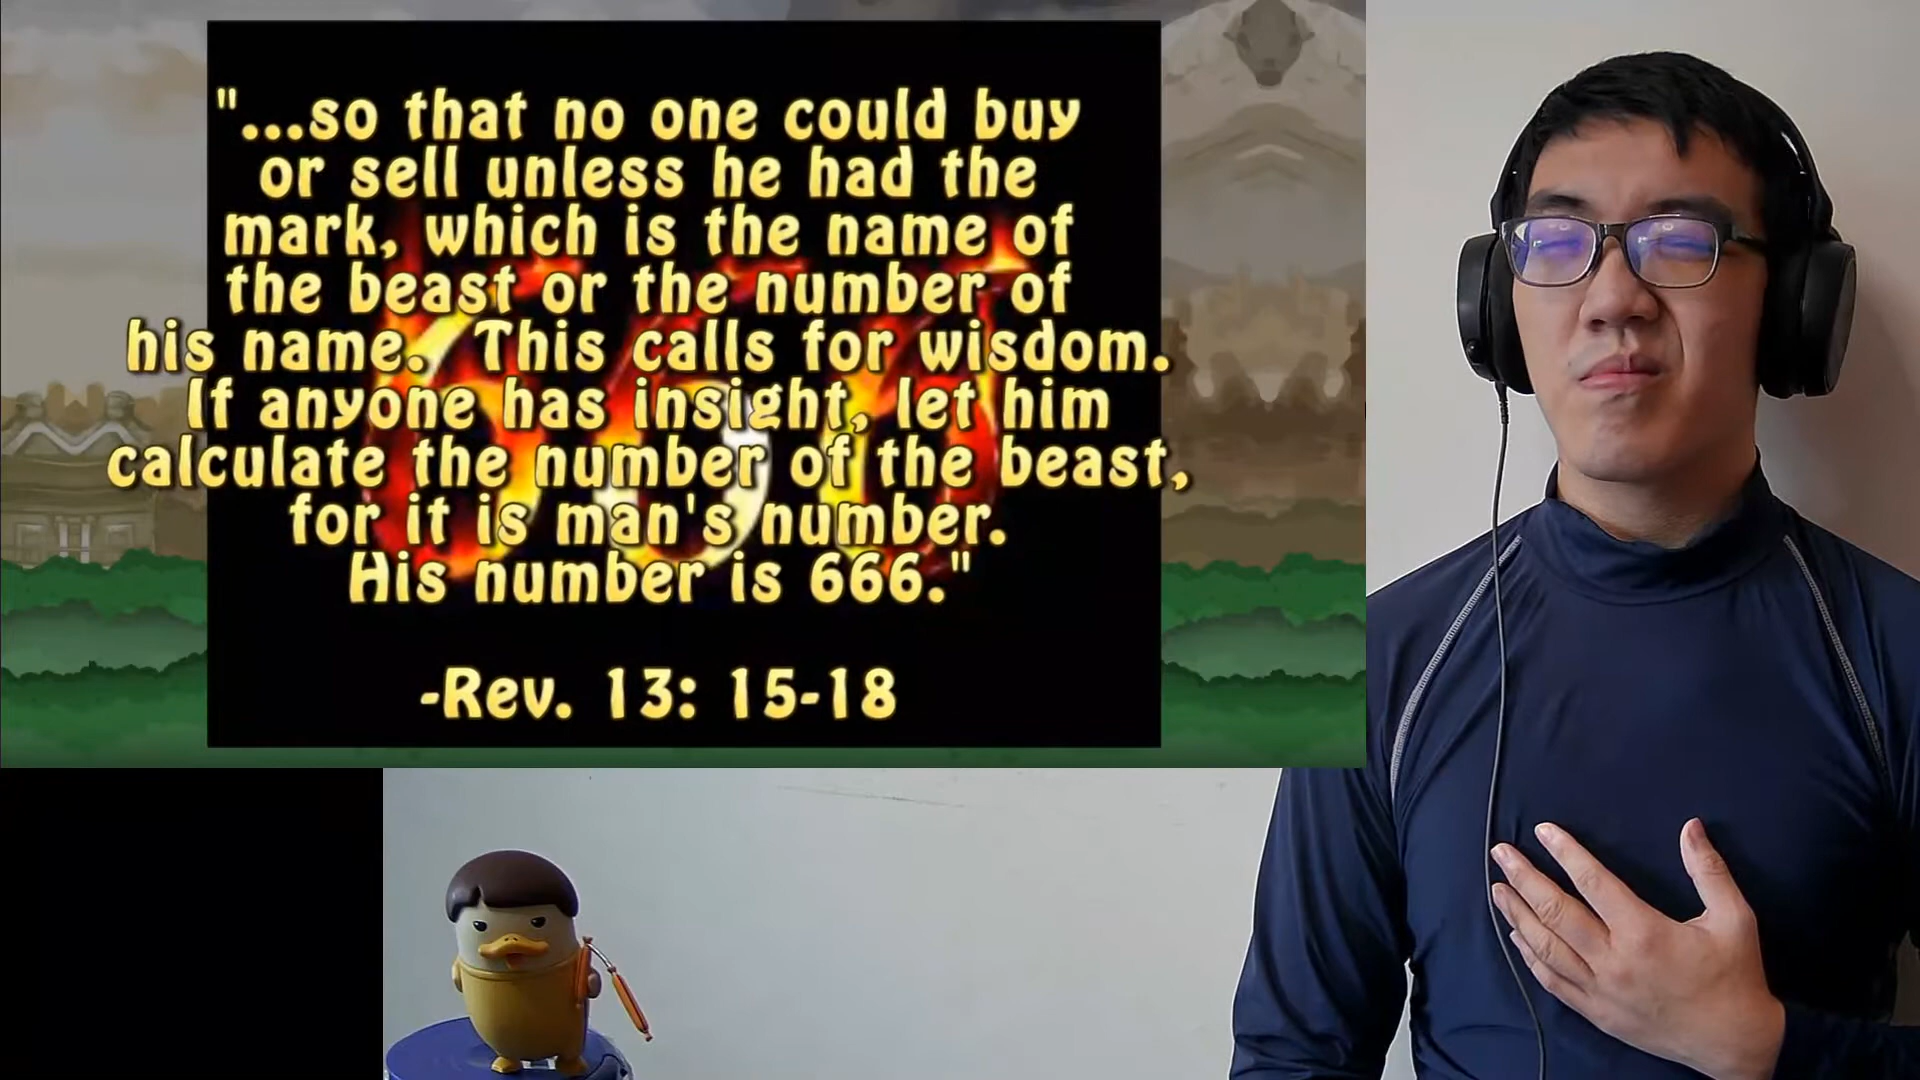 "...so that no one could buy
or sell unless he had the
mark, which is the name of
the beast or the number of
his name. This calls for wisdom.
If anyone has insight, let him
calculate the number of the beast,
for it is man's number.
His number is 666."
-Rev. 13: 15-18
666